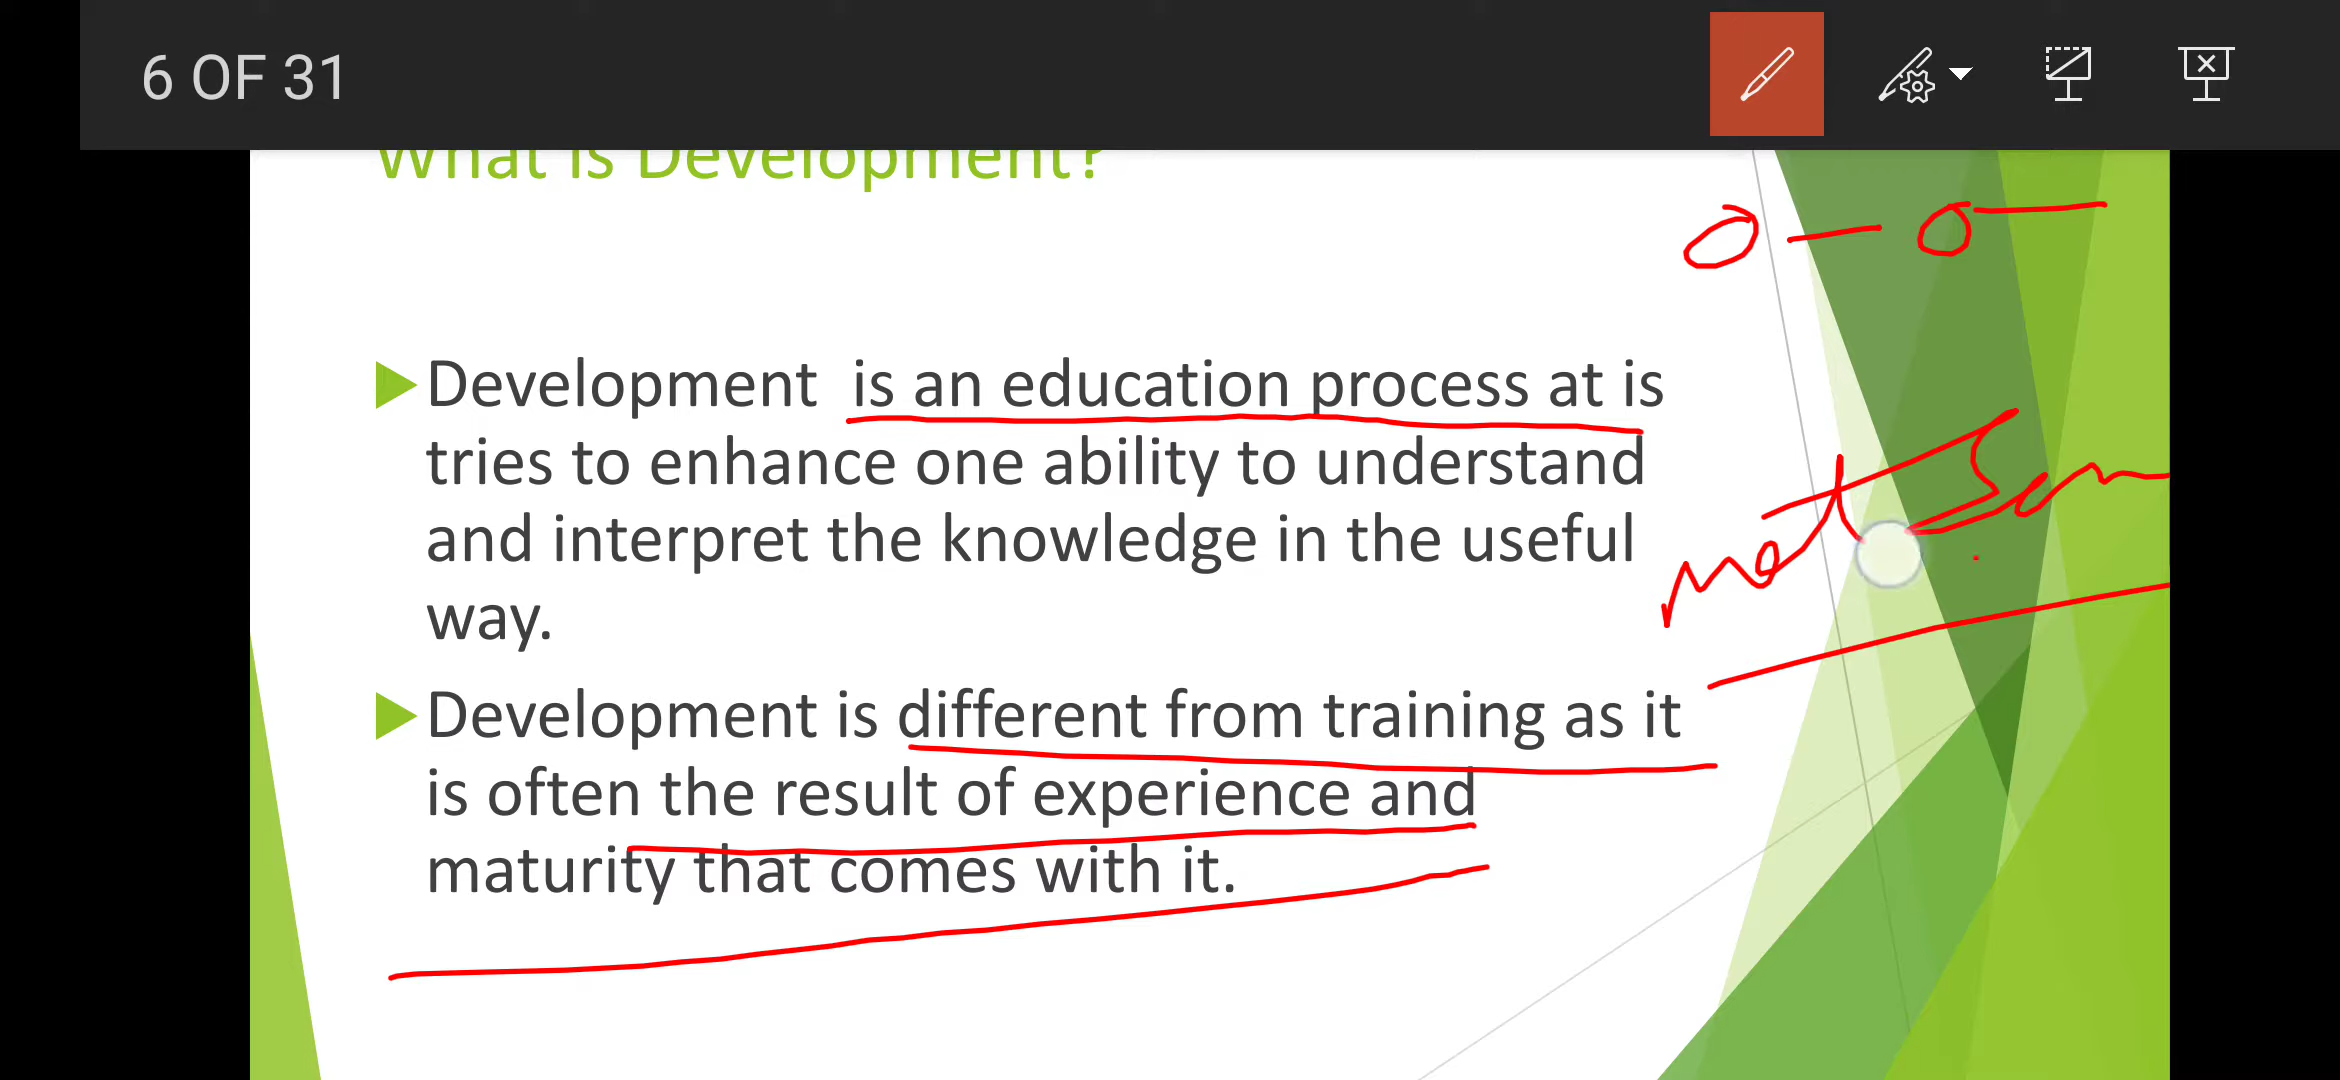 6 OF 31
What is Development?
Development is an education process at is
tries to enhance one ability to understand
and interpret the knowledge in the useful
way.
Development is different from training as it
is often the result of experience and
maturity that comes with it.